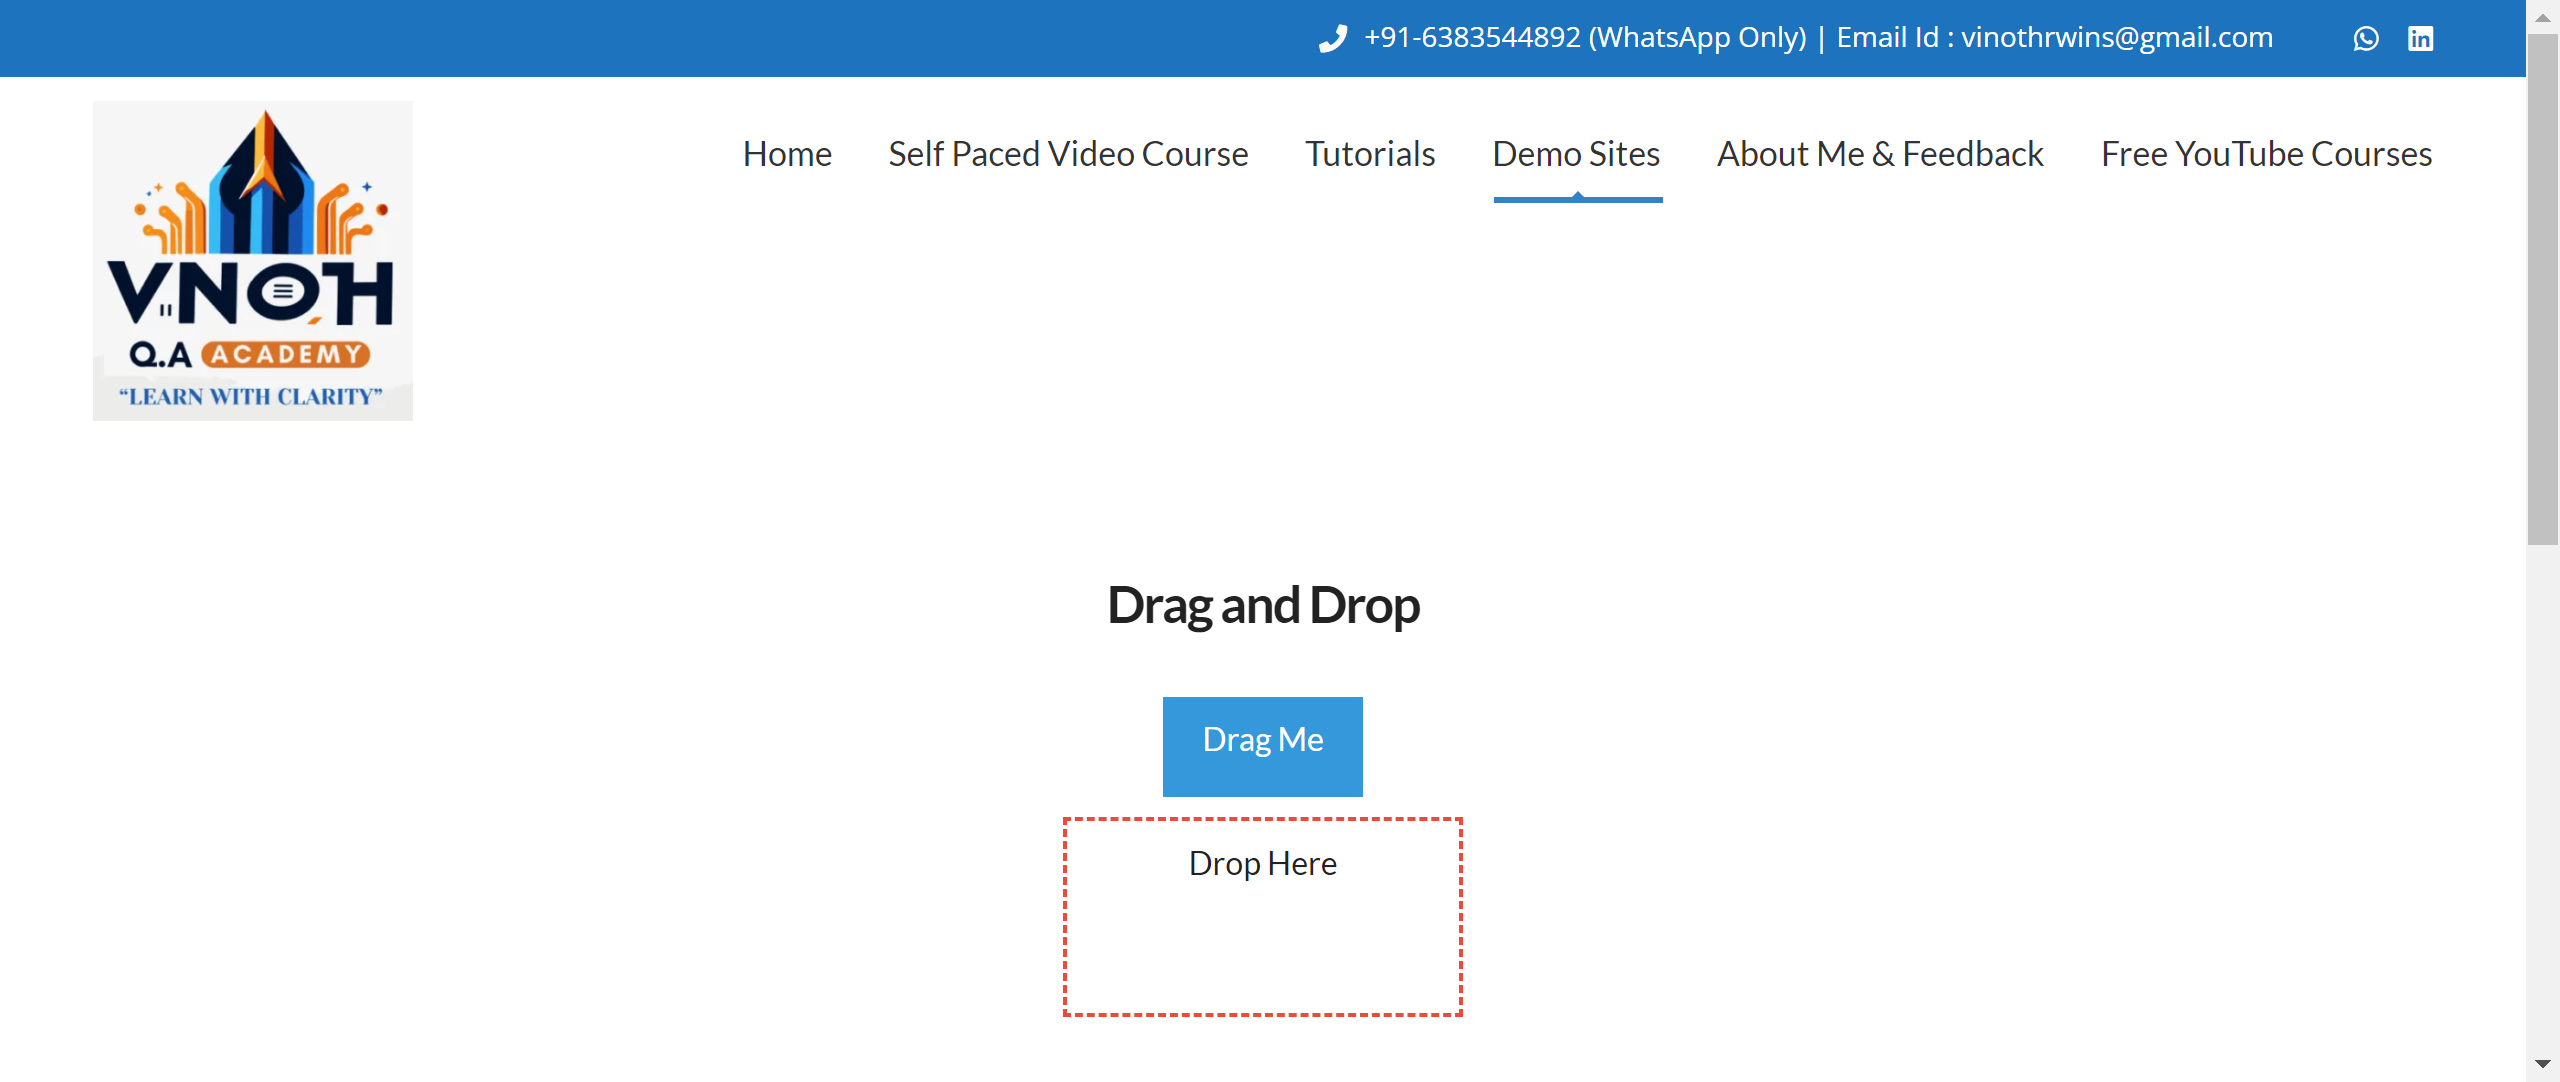 +91-6383544892 (WhatsApp Only) | Email Id : vinothrwins@gmail.com
Home Self Paced Video Course Tutorials Demo Sites About Me & Feedback Free YouTube Courses
VINOTH
Q.A ACADEMY
“LEARN WITH CLARITY”
Drag and Drop
Drag Me
Drop Here